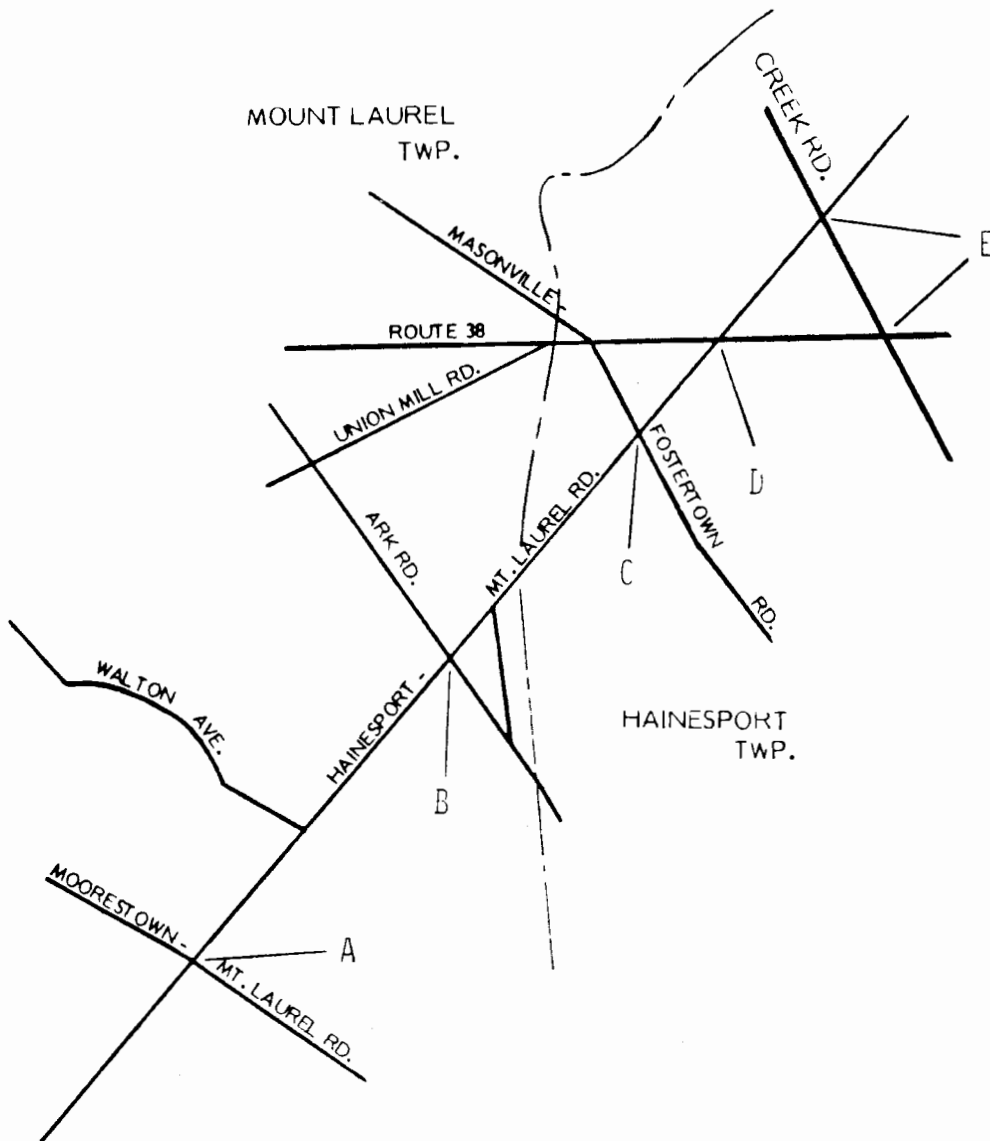 MOUNT LAUREL
TWP.
CREEK RD.
MASONVILLE-
E
ROUTE 38
UNION MILL RD.
FOSTERTOWN
RD.
D
MT. LAUREL RD.
ARK RD.
C
WALTON
AVE.
HAINESPORT-
HAINESPORT
TWP.
B
MOORESTOWN-
MT. LAUREL RD.
A